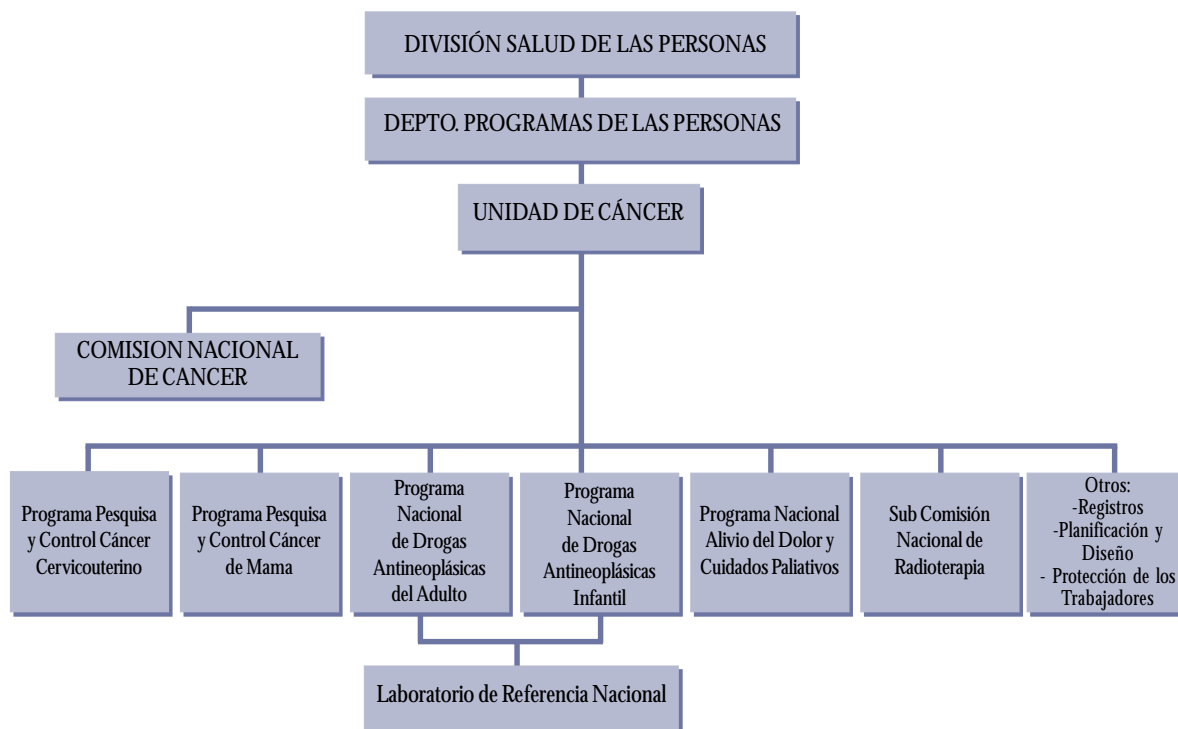 DIVISIÓN SALUD DE LAS PERSONAS
DEPTO. PROGRAMAS DE LAS PERSONAS
UNIDAD DE CÁNCER
COMISION NACIONAL
DE CANCER
Programa Pesquisa
y Control Cáncer
Cervicouterino
Programa Pesquisa
y Control Cáncer
de Mama
Programa
Nacional
de Drogas
Antineoplásicas
del Adulto
Programa
Nacional
de Drogas
Antineoplásicas
Infantil
Programa Nacional
Alivio del Dolor y
Cuidados Paliativos
Sub Comisión
Nacional de
Radioterapia
Otros:
-Registros
-Planificación y
Diseño
- Protección de los
Trabajadores
Laboratorio de Referencia Nacional